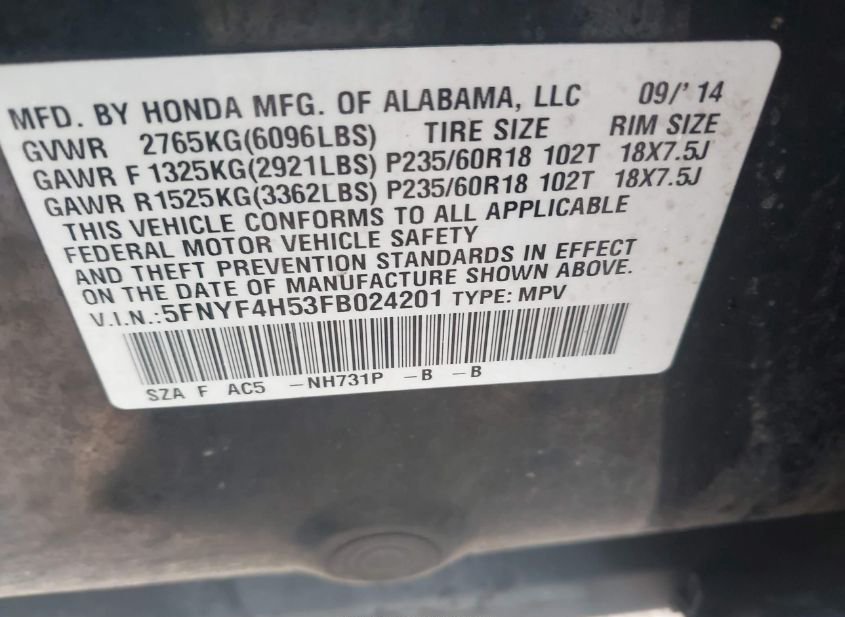 MFD. BY HONDA MFG. OF ALABAMA, LLC 09/' 14
GVWR 2765KG(6096LBS) TIRE SIZE RIM SIZE
GAWR F 1325KG(2921LBS) P235/60R18 102T 18X7.5J
GAWR R1525KG(3362LBS) P235/60R18 102T 18X7.5J
THIS VEHICLE CONFORMS TO ALL APPLICABLE
FEDERAL MOTOR VEHICLE SAFETY
AND THEFT PREVENTION STANDARDS IN EFFECT
ON THE DATE OF MANUFACTURE SHOWN ABOVE.
V.I.N.:5FNYF4H53FB024201 TYPE: MPV
SZA F AC5 –NH731P –B –B